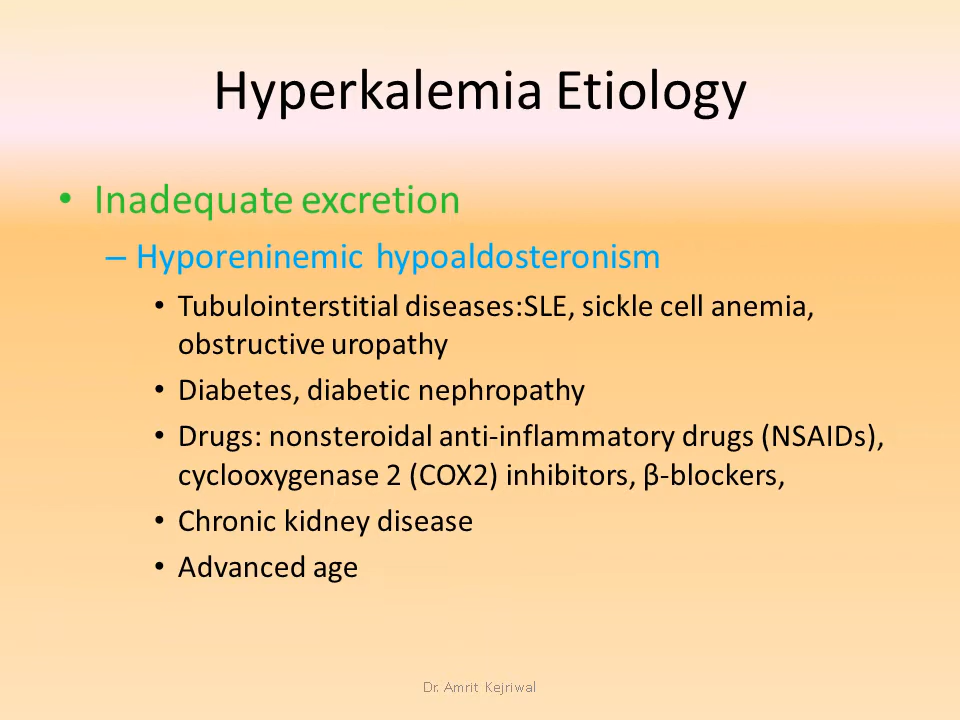 Hyperkalemia Etiology
• Inadequate excretion
– Hyporeninemic hypoaldosteronism
• Tubulointerstitial diseases:SLE, sickle cell anemia,
obstructive uropathy
• Diabetes, diabetic nephropathy
• Drugs: nonsteroidal anti-inflammatory drugs (NSAIDs),
cyclooxygenase 2 (COX2) inhibitors, β-blockers,
• Chronic kidney disease
• Advanced age
Dr. Amrit Kejriwal